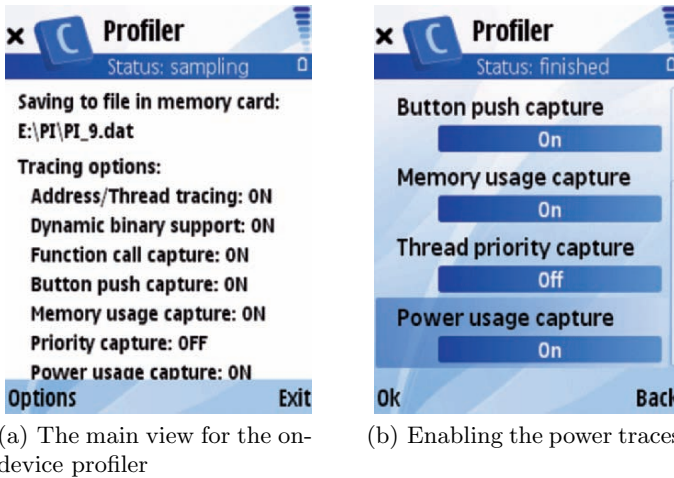 Profiler
Status: sampling
Saving to file in memory card:
E:\PI\PI_9.dat
Tracing options:
Address/Thread tracing: ON
Dynamic binary support: ON
Function call capture: ON
Button push capture: ON
Memory usage capture: ON
Priority capture: OFF
Power usage capture: ON
Options
Exit
(a) The main view for the on-
device profiler
Profiler
Status: finished
Button push capture
On
Memory usage capture
On
Thread priority capture
Off
Power usage capture
On
Ok
Back
(b) Enabling the power traces